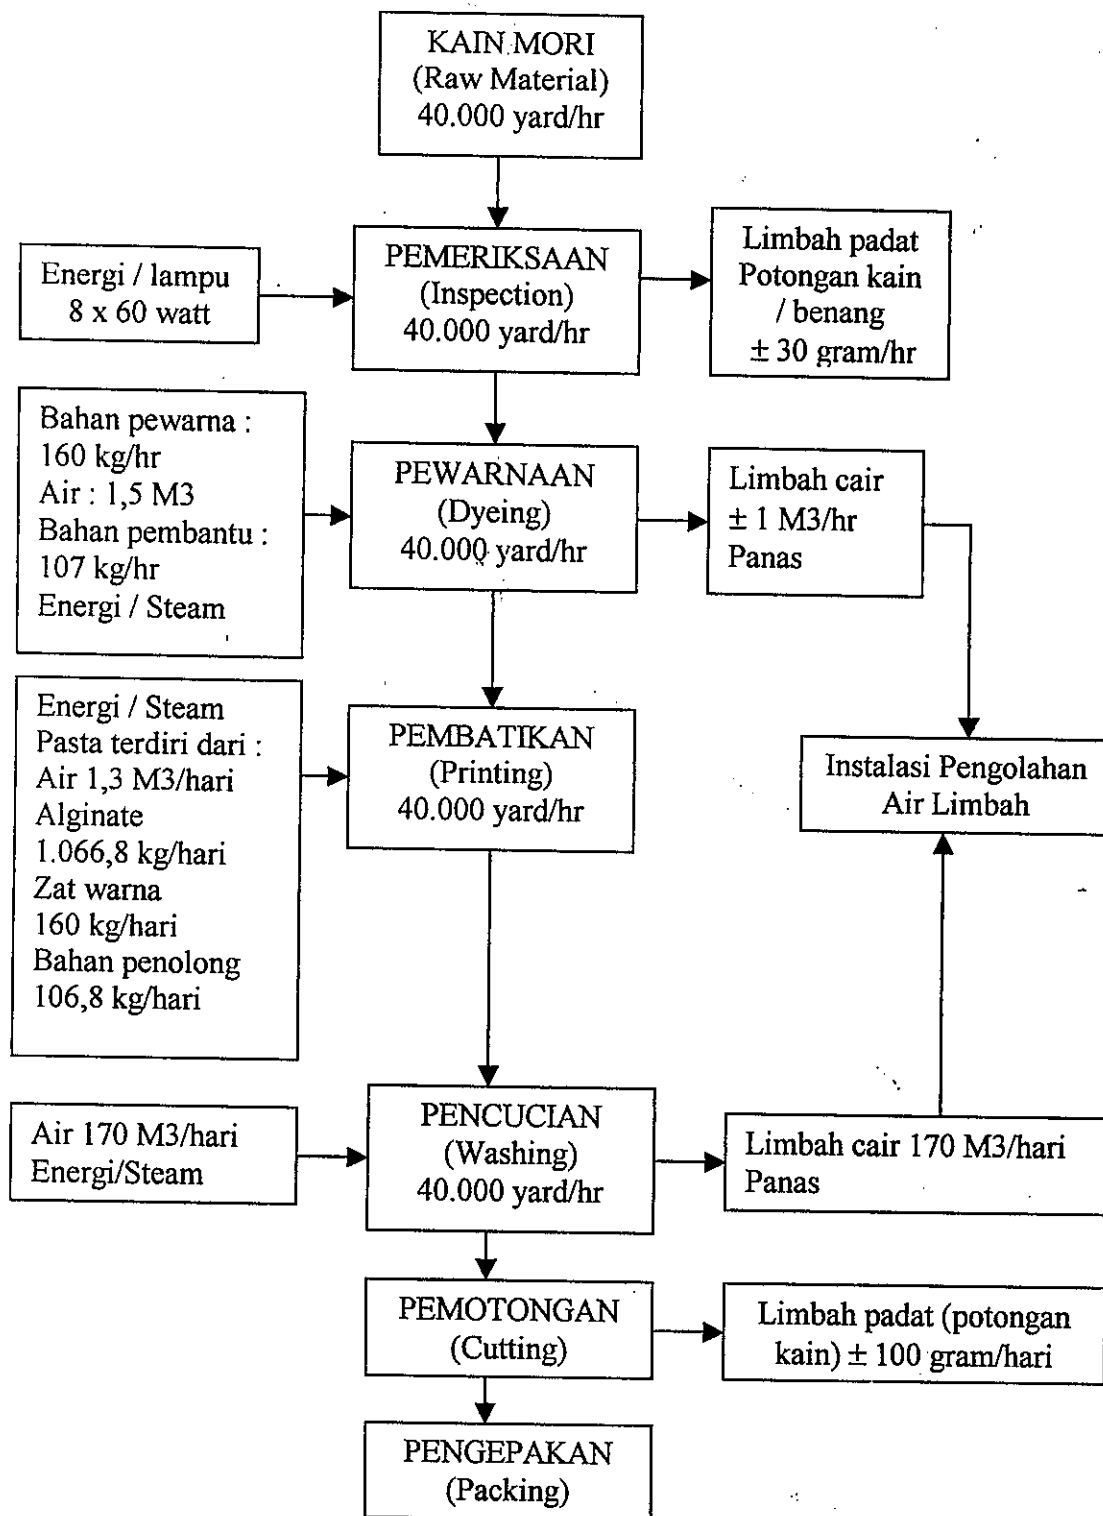 KAIN MORI
(Raw Material)
40.000 yard/hr
Energi / lampu
8 x 60 watt
PEMERIKSAAN
(Inspection)
40.000 yard/hr
Limbah padat
Potongan kain
/ benang
± 30 gram/hr
Bahan pewarna :
160 kg/hr
Air : 1,5 M3
Bahan pembantu :
107 kg/hr
Energi / Steam
PEWARNAAN
(Dyeing)
40.000 yard/hr
Limbah cair
± 1 M3/hr
Panas
Energi / Steam
Pasta terdiri dari :
Air 1,3 M3/hari
Alginate
1.066,8 kg/hari
Zat warna
160 kg/hari
Bahan penolong
106,8 kg/hari
PEMBATIKAN
(Printing)
40.000 yard/hr
Instalasi Pengolahan
Air Limbah
Air 170 M3/hari
Energi/Steam
PENCUCIAN
(Washing)
40.000 yard/hr
Limbah cair 170 M3/hari
Panas
PEMOTONGAN
(Cutting)
Limbah padat (potongan
kain) ± 100 gram/hari
PENGEPAKAN
(Packing)